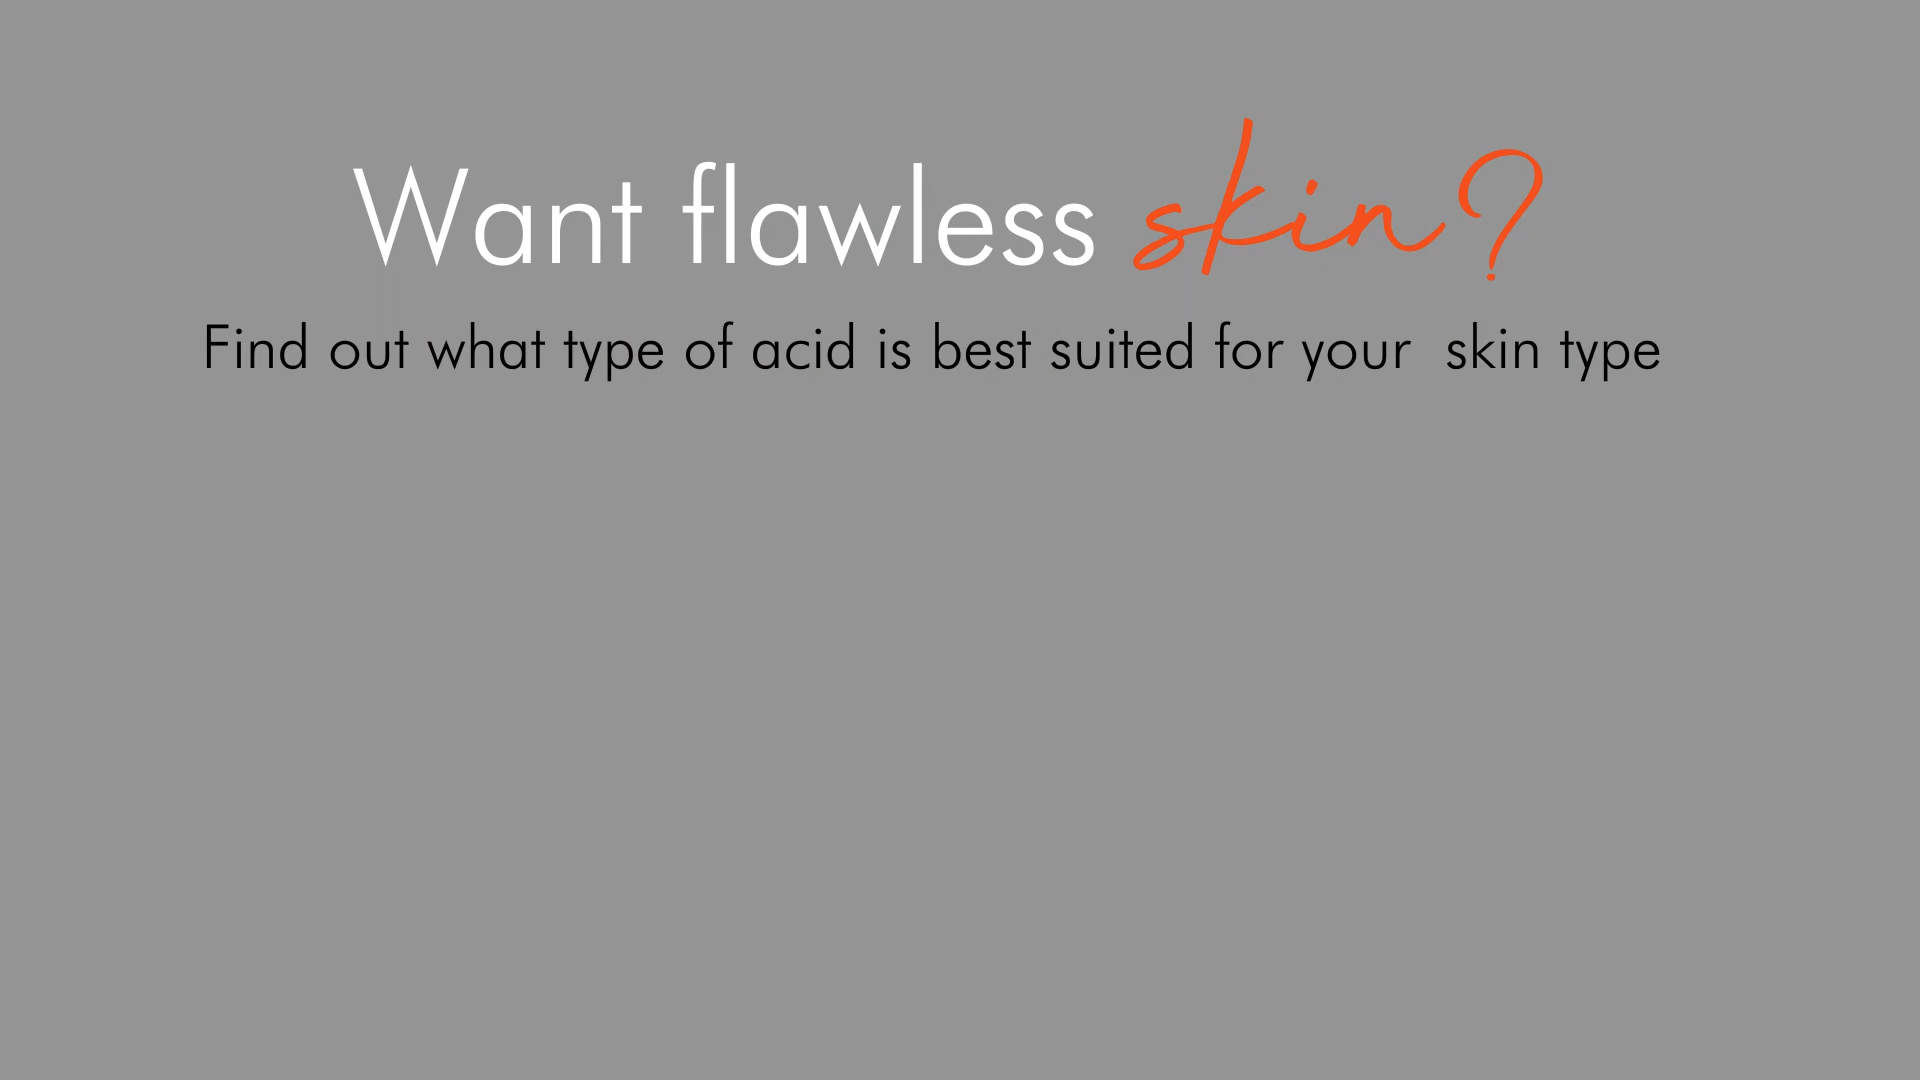 Want flawless skin?
Find out what type of acid is best suited for your  skin type